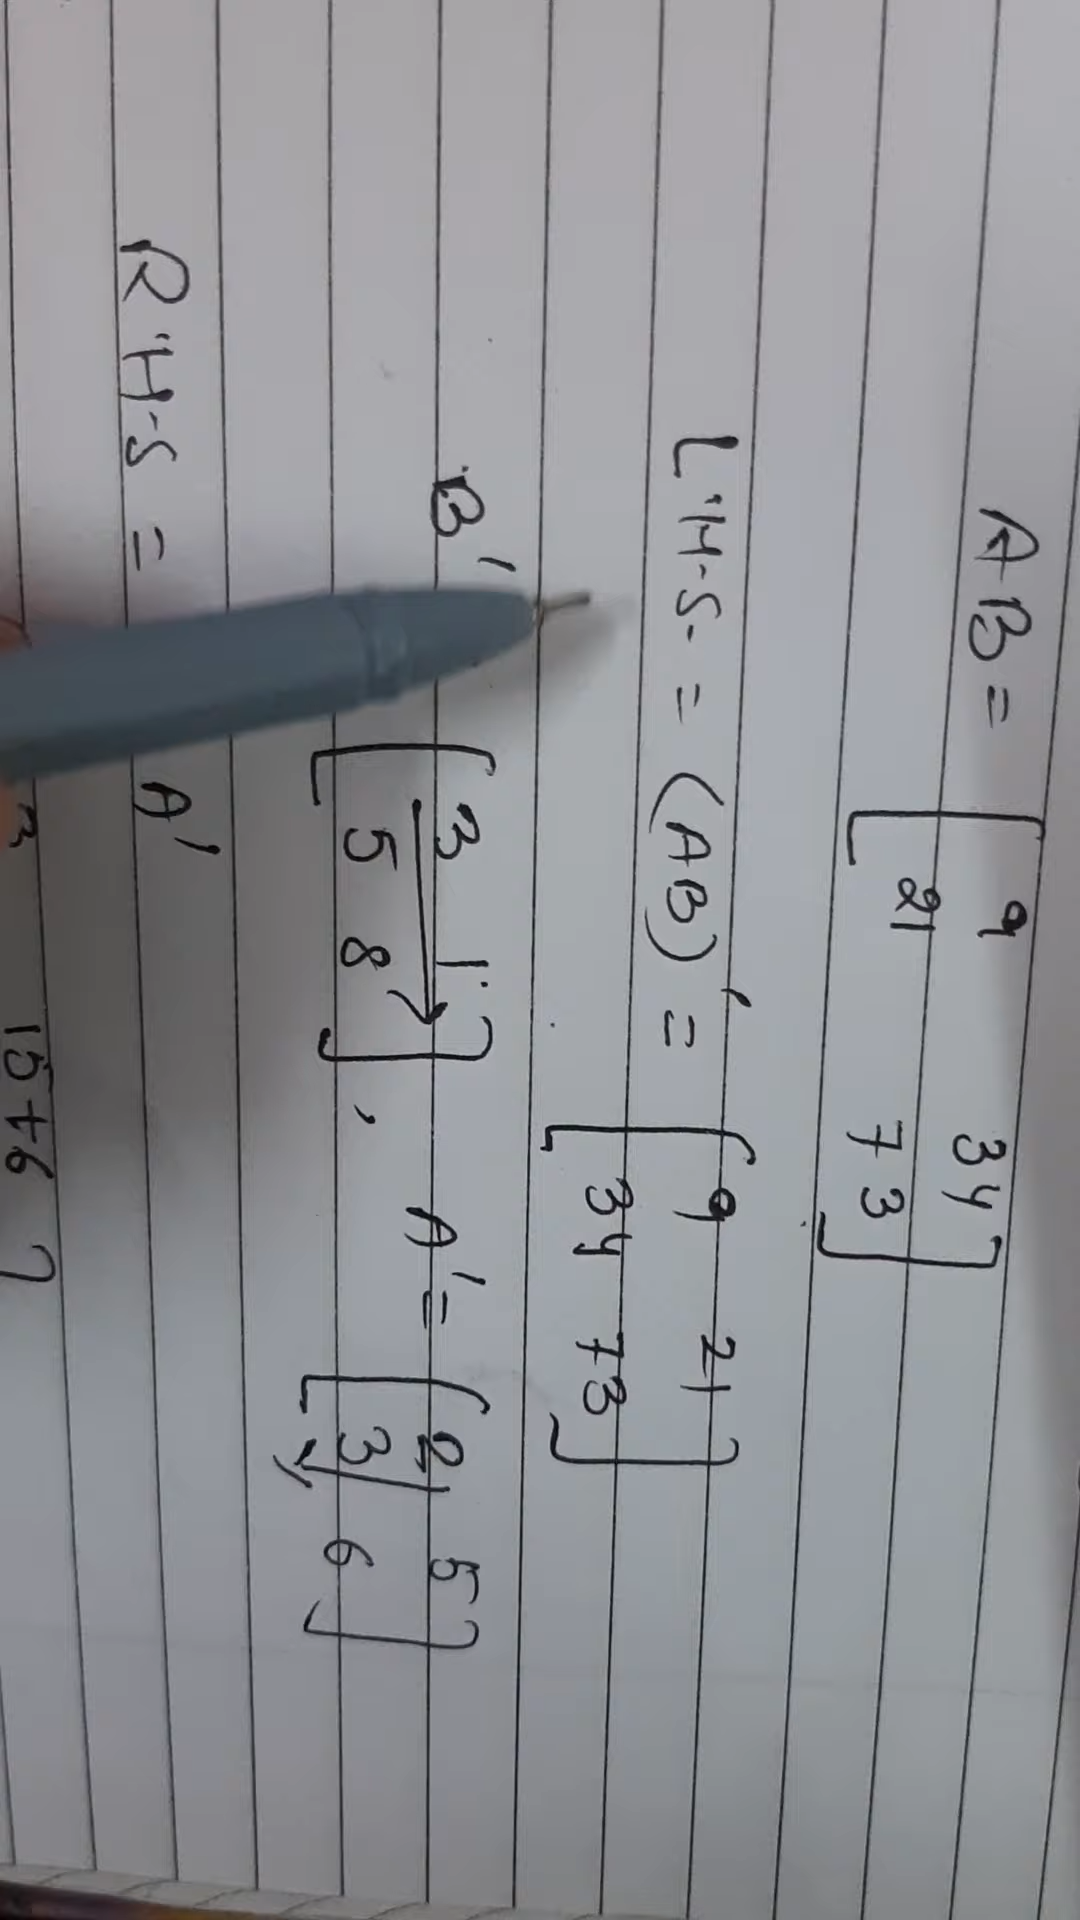 AB = [ 9 34
21 73 ]
L.H.S. = (AB)' = [ 9 21
34 73 ]
B' [ 3 1
5 8 ] , A' = [ 2 5
3 6 ]
R.H.S = A'
15+6 ]